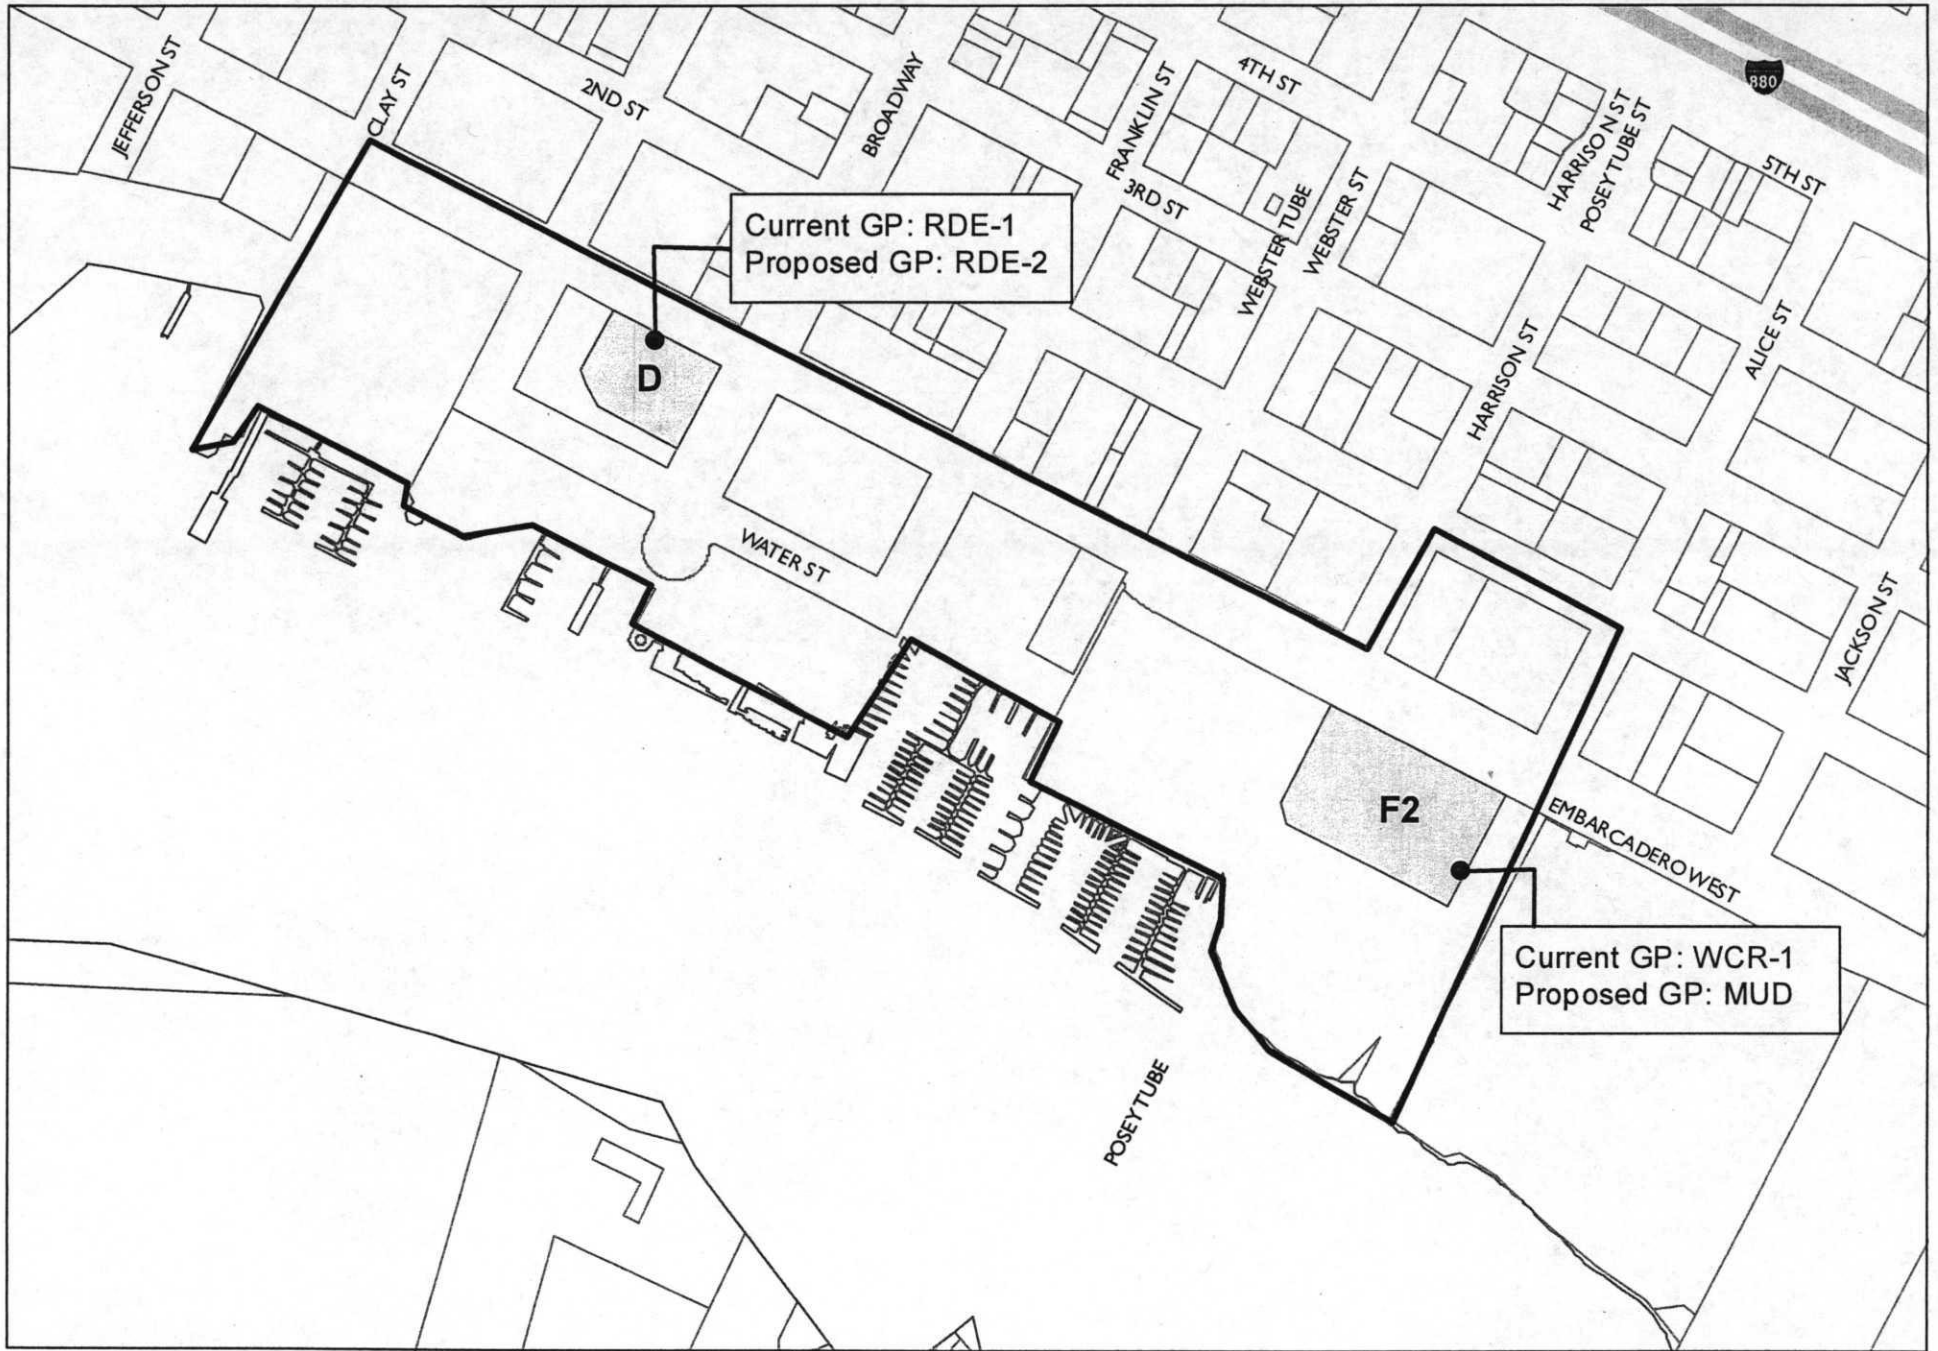 JEFFERSON ST
CLAY ST
2ND ST
BROADWAY
FRANKLIN ST
4TH ST
3RD ST
WEBSTER TUBE
WEBSTER ST
HARRISON ST
POSEY TUBE ST
880
5TH ST
Current GP: RDE-1
Proposed GP: RDE-2
D
HARRISON ST
ALICE ST
WATER ST
JACKSON ST
F2
EMBARCADERO WEST
Current GP: WCR-1
Proposed GP: MUD
POSEY TUBE